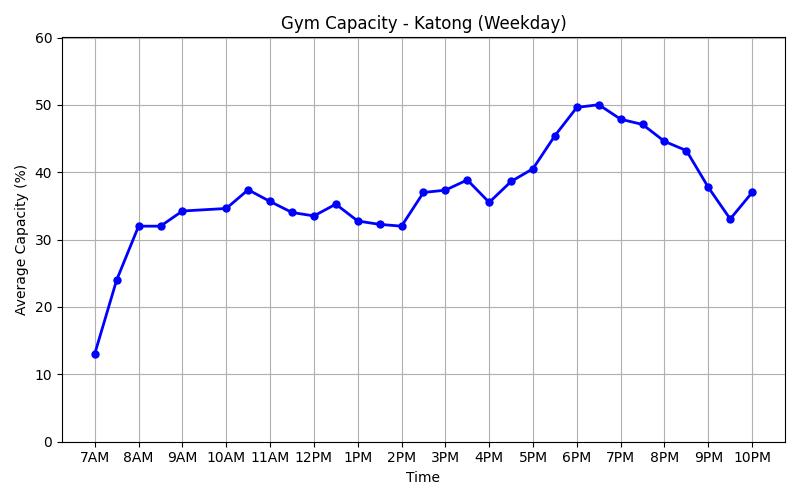 Gym Capacity - Katong (Weekday)
60
50
40
30
20
10
0
Average Capacity (%)
7AM 8AM 9AM 10AM 11AM 12PM 1PM 2PM 3PM 4PM 5PM 6PM 7PM 8PM 9PM 10PM
Time